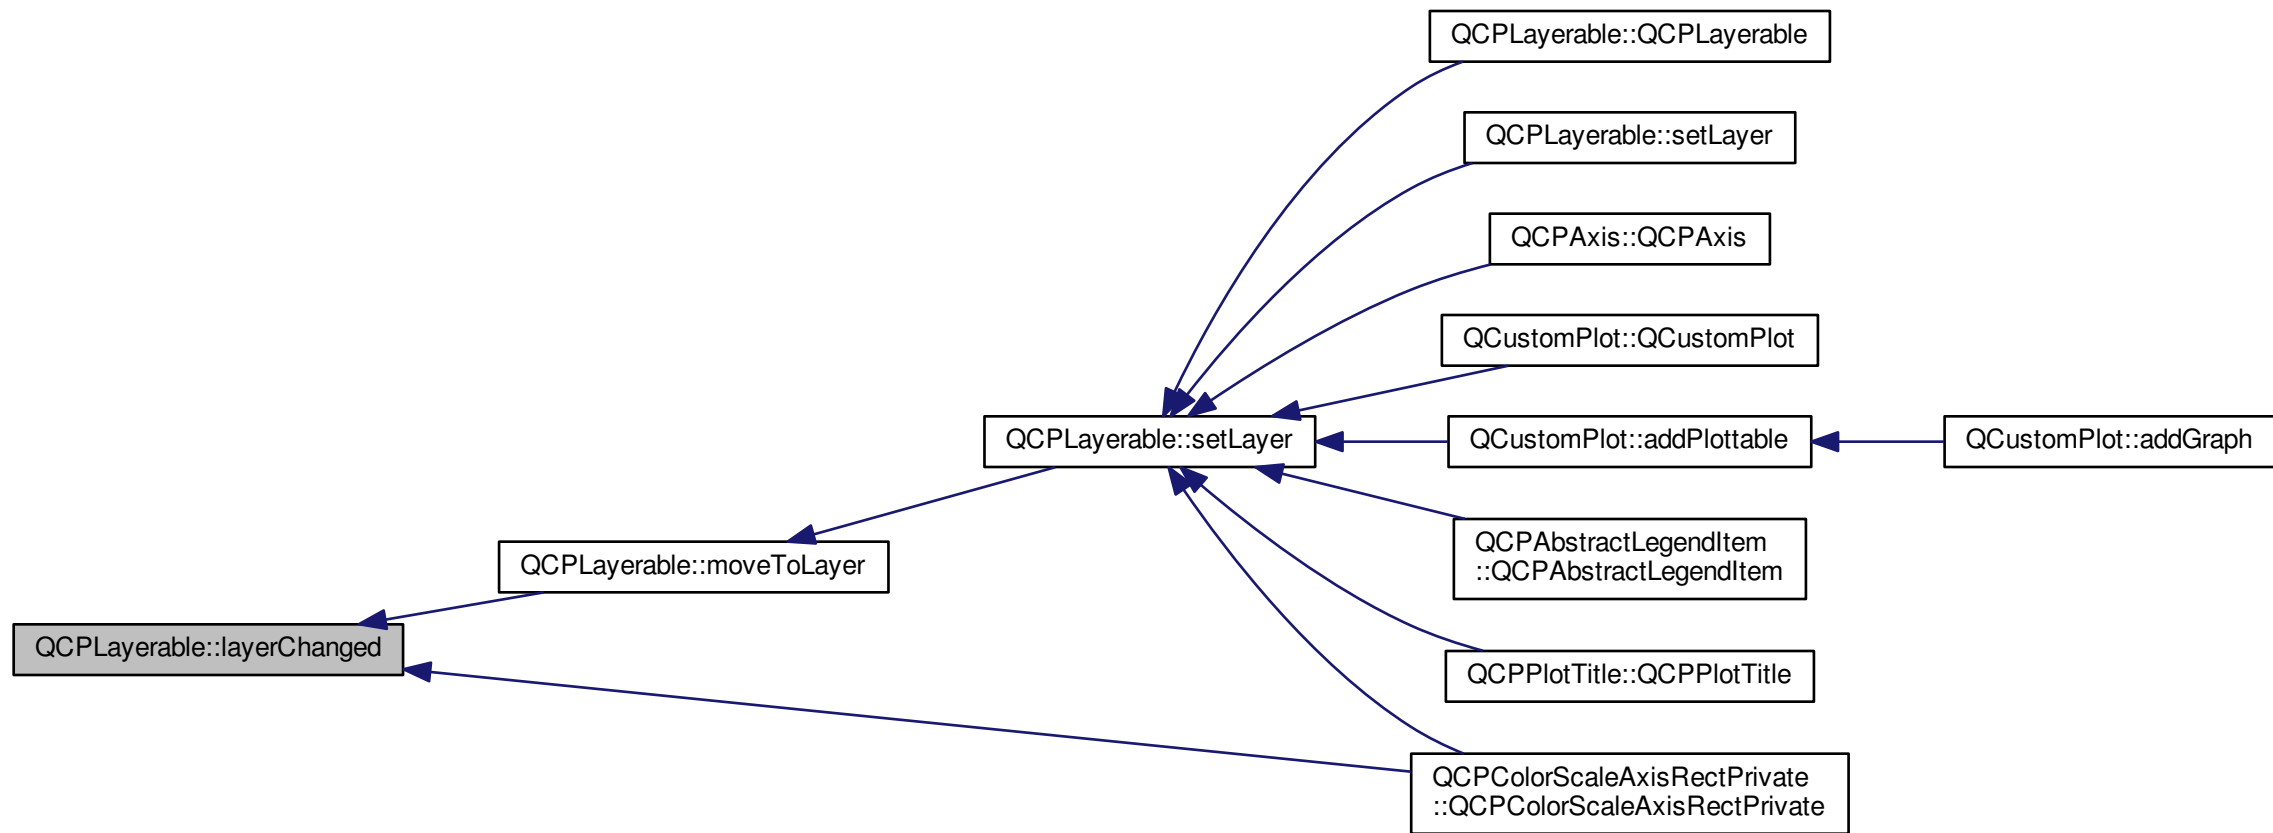 QCPLayerable::QCPLayerable
QCPLayerable::setLayer
QCPAxis::QCPAxis
QCustomPlot::QCustomPlot
QCPLayerable::setLayer
QCustomPlot::addPlottable
QCustomPlot::addGraph
QCPAbstractLegendItem
::QCPAbstractLegendItem
QCPLayerable::moveToLayer
QCPLayerable::layerChanged
QCPPlotTitle::QCPPlotTitle
QCPColorScaleAxisRectPrivate
::QCPColorScaleAxisRectPrivate